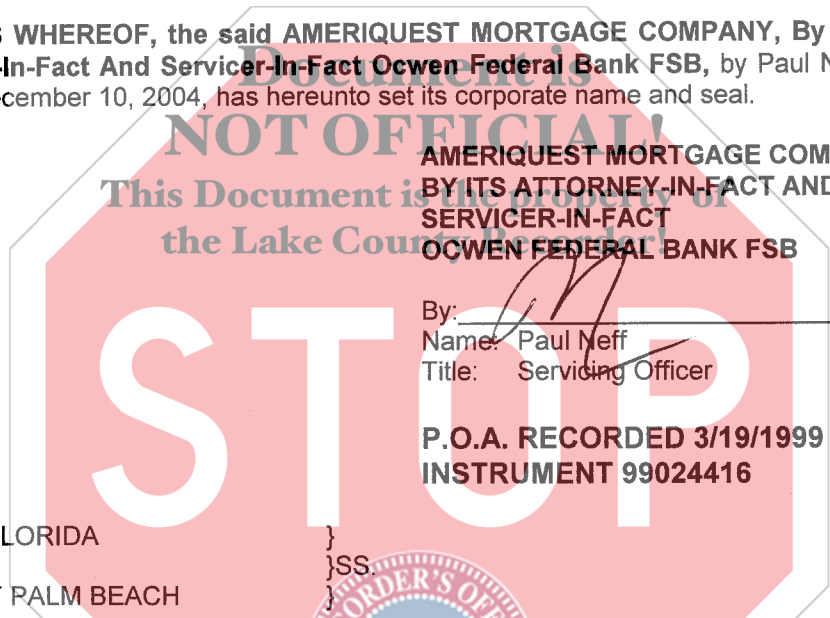 S WHEREOF, the said AMERIQUEST MORTGAGE COMPANY, By
-In-Fact And Servicer-In-Fact Ocwen Federal Bank FSB, by Paul N
cember 10, 2004, has hereunto set its corporate name and seal.
Document is
NOT OFFICIAL!
This Document is the property of
the Lake County Recorder!
AMERIQUEST MORTGAGE COM
BY ITS ATTORNEY-IN-FACT AND
SERVICER-IN-FACT
OCWEN FEDERAL BANK FSB
By:
Name: Paul Neff
Title: Servicing Officer
STOP
P.O.A. RECORDED 3/19/1999
INSTRUMENT 99024416
LORIDA }
}SS.
PALM BEACH }
ORDER'S OF